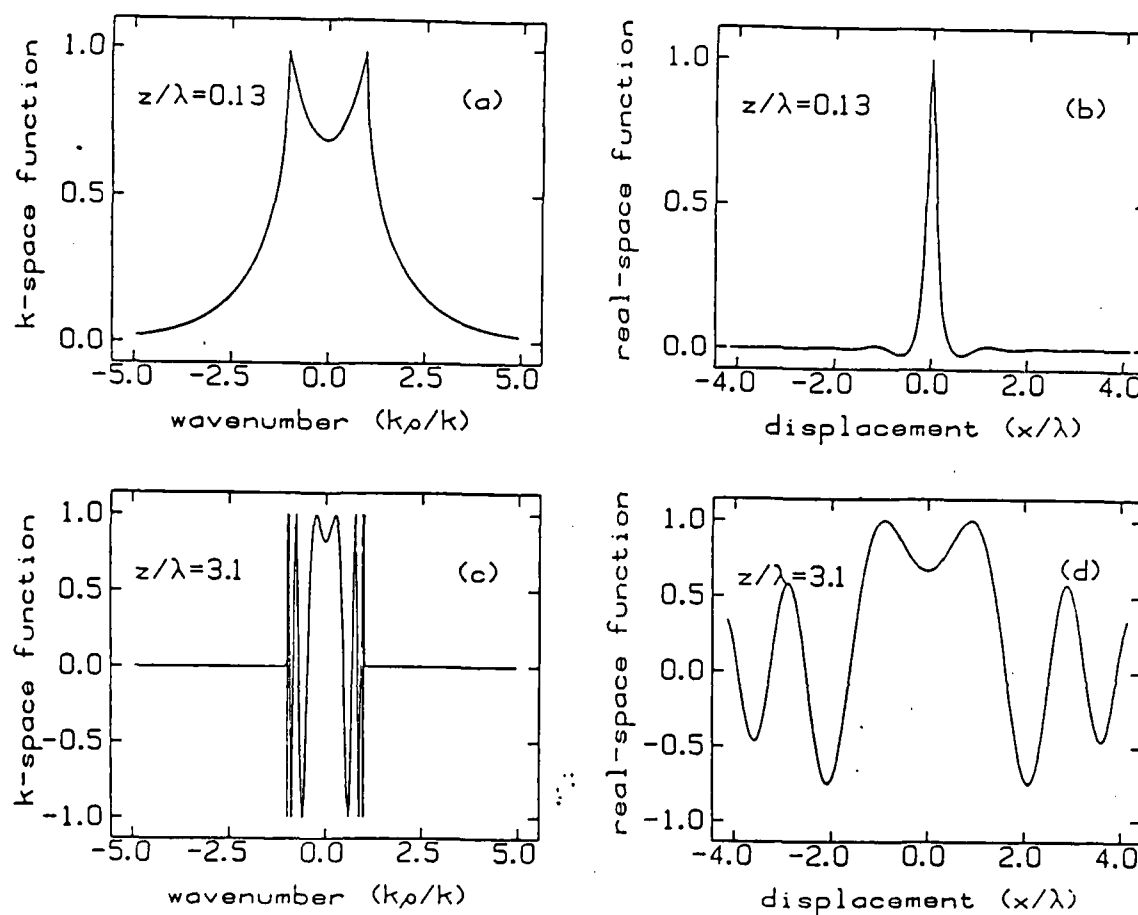 k-space function
1.0
0.5
0.0
z/λ=0.13
(a)
-5.0 -2.5 0.0 2.5 5.0
wavenumber (kρ/k)
real-space function
1.0
0.5
0.0
z/λ=0.13
(b)
-4.0 -2.0 0.0 2.0 4.0
displacement (x/λ)
k-space function
1.0
0.5
0.0
-0.5
-1.0
z/λ=3.1
(c)
-5.0 -2.5 0.0 2.5 5.0
wavenumber (kρ/k)
real-space function
1.0
0.5
0.0
-0.5
-1.0
z/λ=3.1
(d)
-4.0 -2.0 0.0 2.0 4.0
displacement (x/λ)